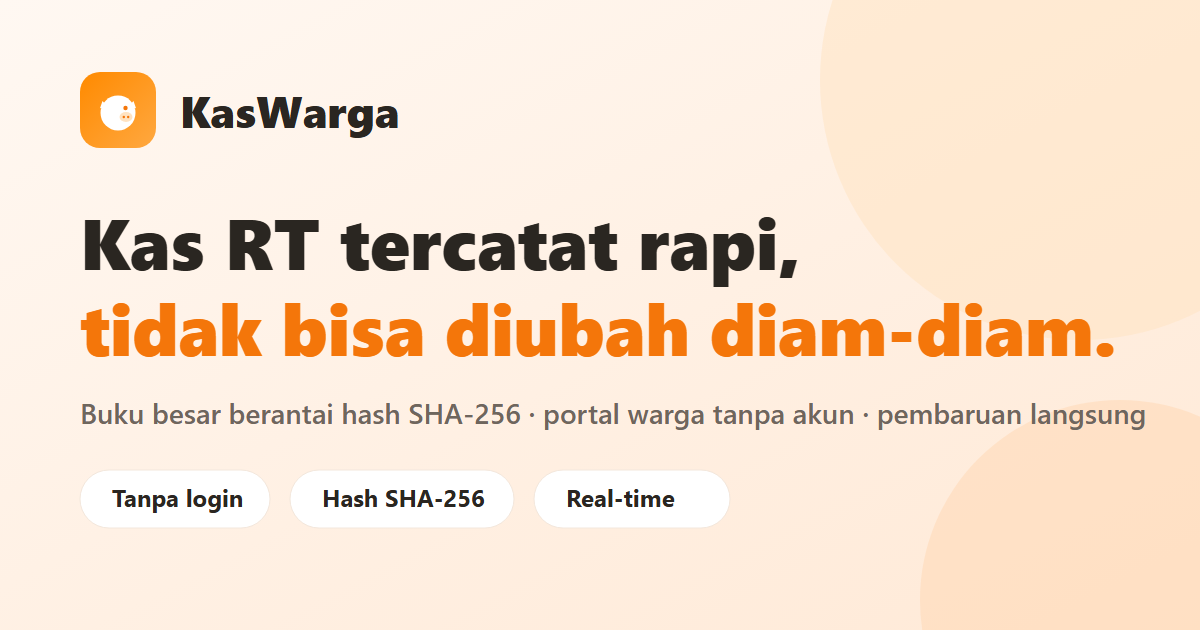 KasWarga
Kas RT tercatat rapi,
tidak bisa diubah diam-diam.
Buku besar berantai hash SHA-256 · portal warga tanpa akun · pembaruan langsung
Tanpa login
Hash SHA-256
Real-time